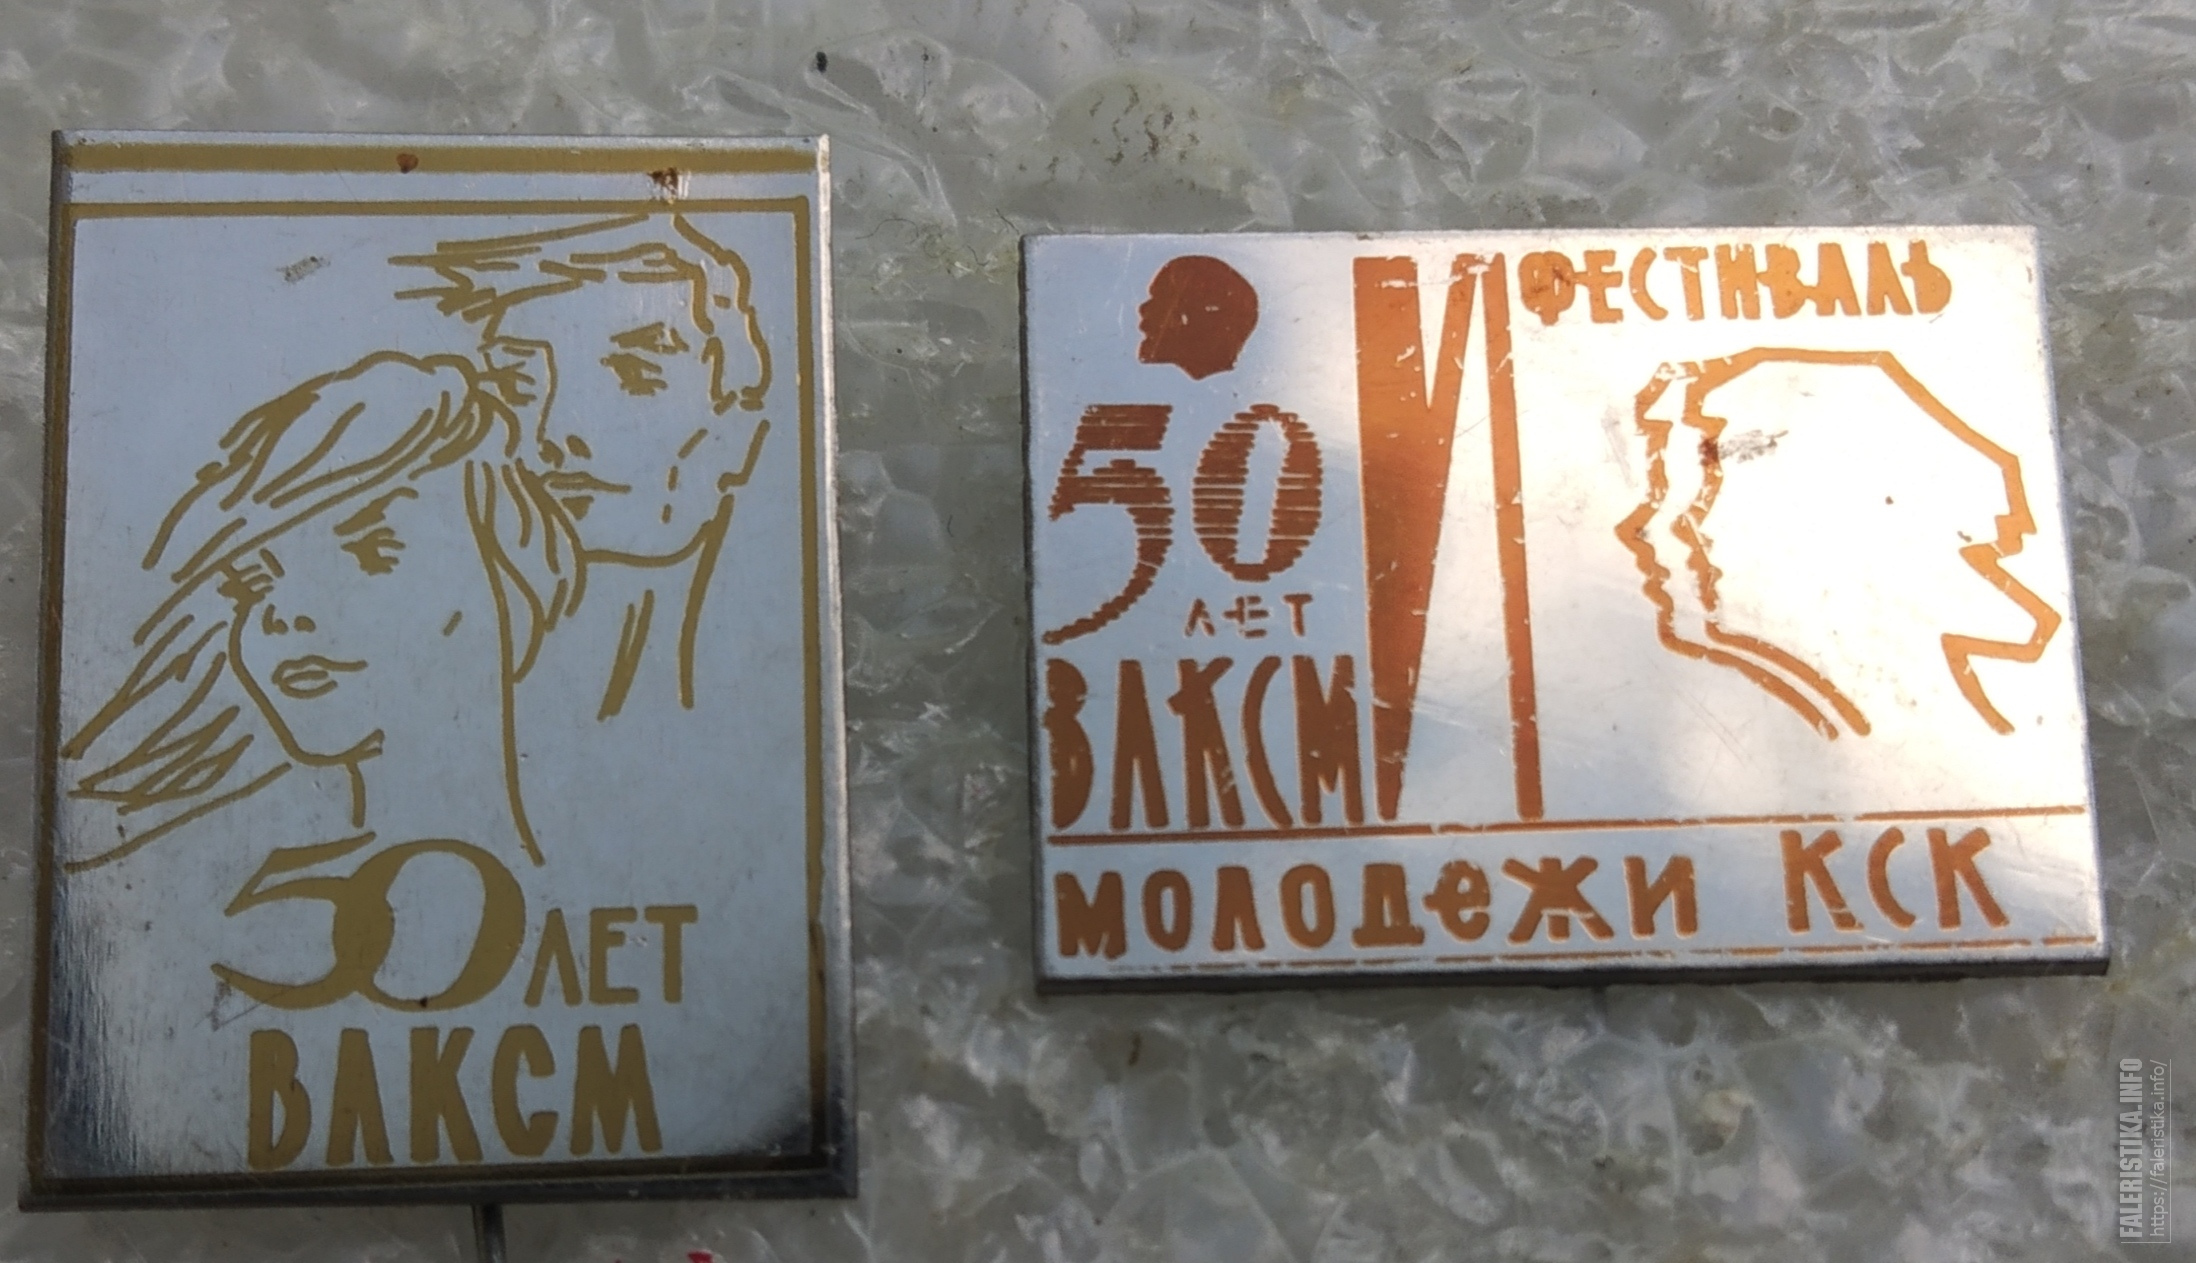 50 ЛЕТ
ВЛКСМ
50
ЛЕТ
ВЛКСМ
И ФЕСТИВАЛЬ
МОЛОДЕЖИ КСК
FALERISTIKA.INFO
https://faleristika.info/